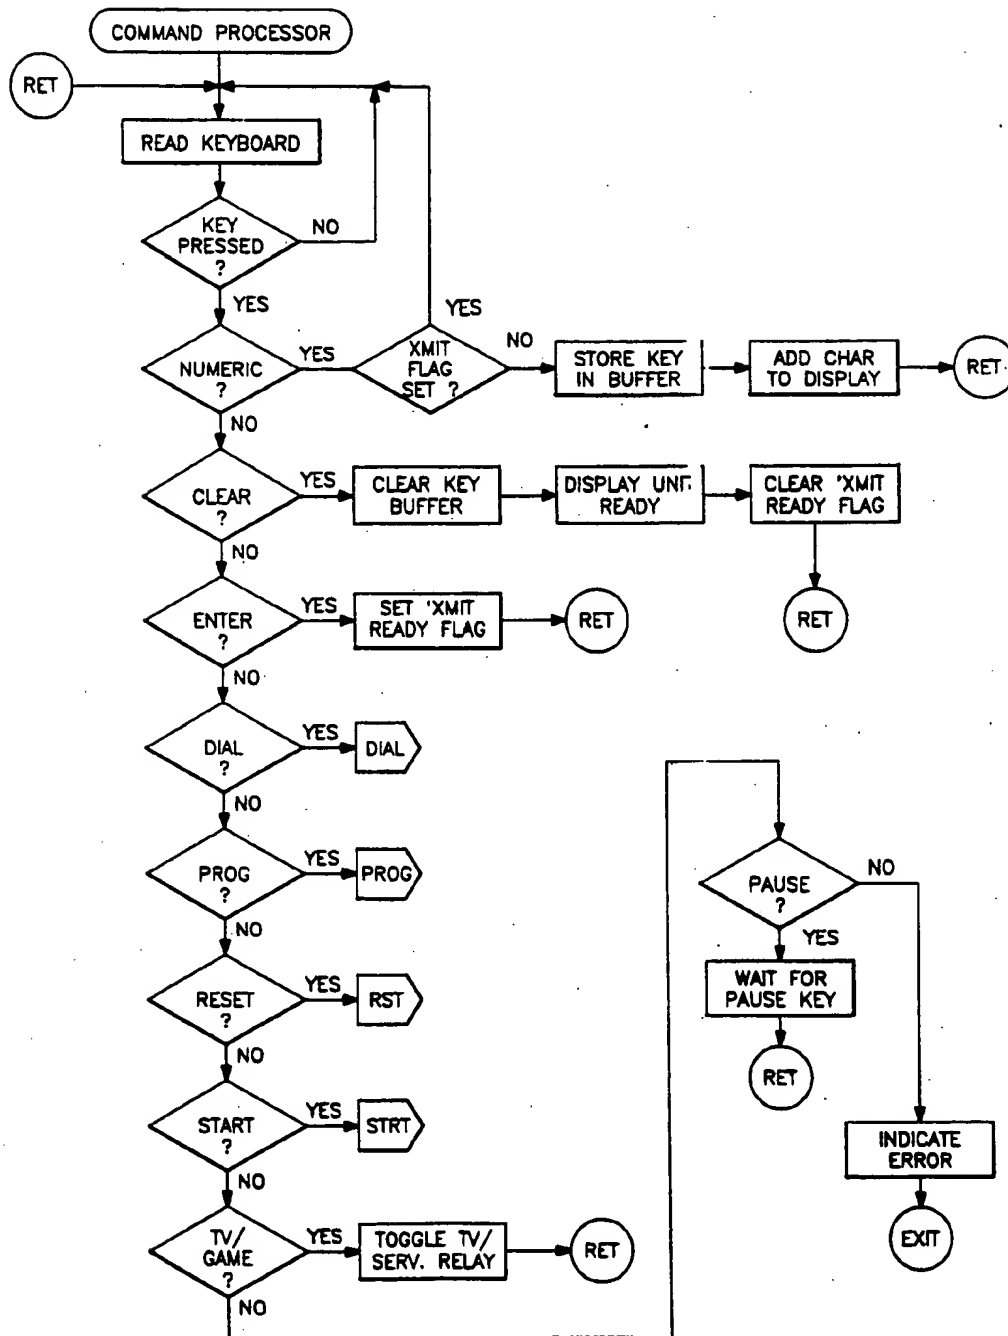 COMMAND PROCESSOR
RET
READ KEYBOARD
KEY
PRESSED
?
NO
YES
NUMERIC
?
YES
XMIT
FLAG
SET ?
YES
NO
STORE KEY
IN BUFFER
ADD CHAR
TO DISPLAY
RET
NO
CLEAR
?
YES
CLEAR KEY
BUFFER
DISPLAY
READY
CLEAR 'XMIT
READY FLAG
RET
NO
ENTER
?
YES
SET 'XMIT
READY FLAG
RET
NO
DIAL
?
YES
DIAL
NO
PROG
?
YES
PROG
NO
RESET
?
YES
RST
NO
START
?
YES
STRT
NO
TV/
GAME
?
YES
TOGGLE TV/
SERV. RELAY
RET
NO
PAUSE
?
NO
YES
WAIT FOR
PAUSE KEY
RET
INDICATE
ERROR
EXIT